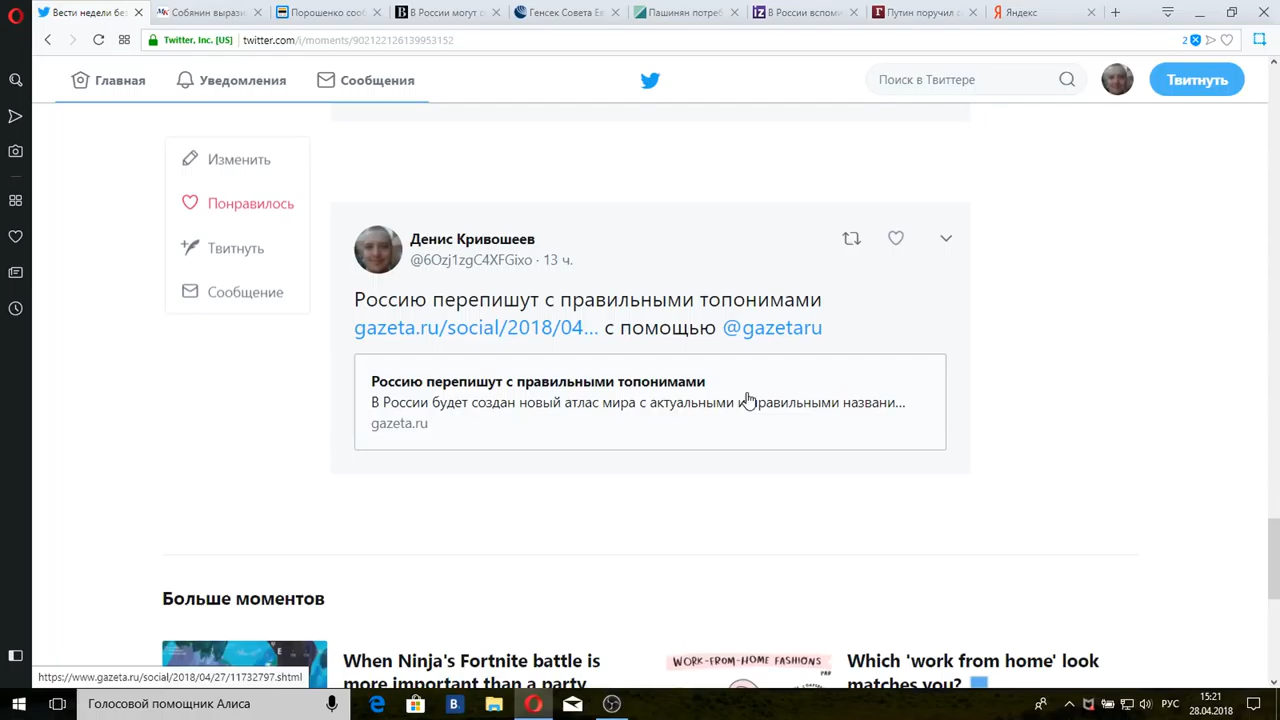 Вести недели бе
Собянин вырази
Порошенко сооб
В России могут
Генсек Совета Ев
Пашинян потреб
В России вспоми
Путин поручил с
Яндекс
Twitter, Inc. [US]
twitter.com/i/moments/902122126139953152
2
Главная
Уведомления
Сообщения
Поиск в Твиттере
Твитнуть
Изменить
Понравилось
Твитнуть
Сообщение
Денис Кривошеев
@6Ozj1zgC4XFGixo · 13 ч.
Россию перепишут с правильными топонимами
gazeta.ru/social/2018/04... с помощью @gazetaru
Россию перепишут с правильными топонимами
В России будет создан новый атлас мира с актуальными и правильными названи...
gazeta.ru
Больше моментов
When Ninja's Fortnite battle is
more important than a party
WORK-FROM-HOME FASHIONS
Which 'work from home' look
matches you?
https://www.gazeta.ru/social/2018/04/27/11732797.shtml
Голосовой помощник Алиса
РУС
15:21
28.04.2018